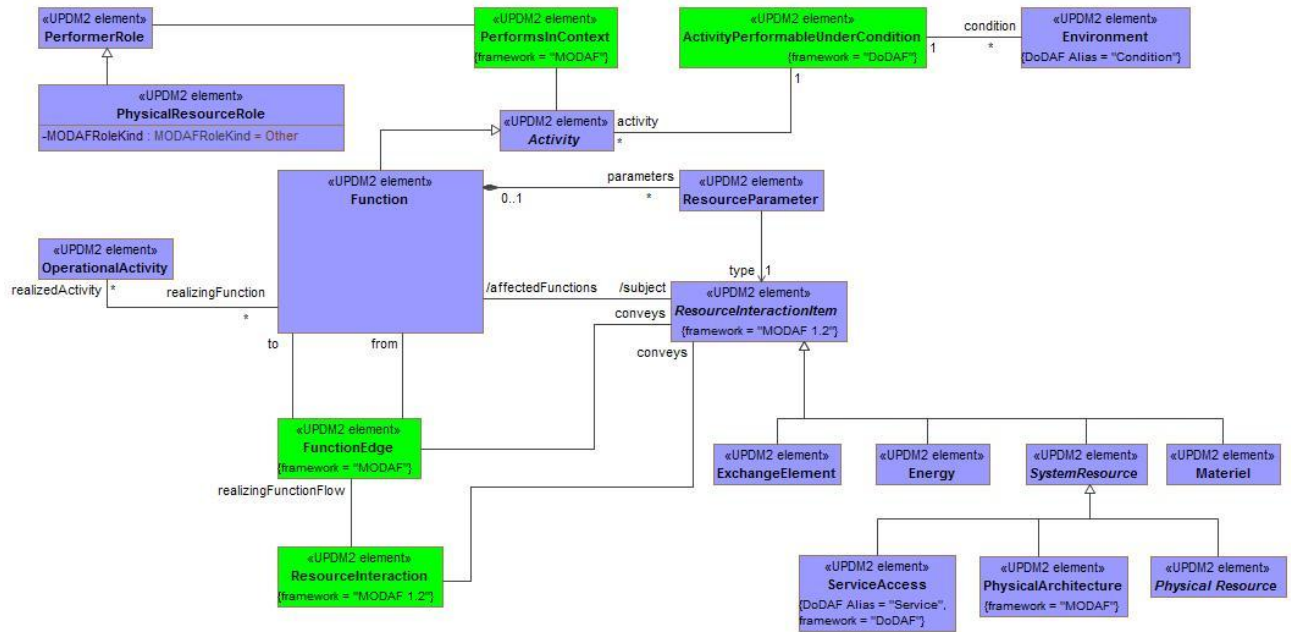 «UPDM2 element»
PerformerRole
«UPDM2 element»
PerformsInContext
{framework = "MODAF"}
«UPDM2 element»
ActivityPerformableUnderCondition
{framework = "DoDAF"}
condition
1
*
«UPDM2 element»
Environment
{DoDAF Alias = "Condition"}
1
«UPDM2 element»
PhysicalResourceRole
-MODAFRoleKind : MODAFRoleKind = Other
«UPDM2 element»
Activity
activity
*
«UPDM2 element»
Function
parameters
0..1
*
«UPDM2 element»
ResourceParameter
«UPDM2 element»
OperationalActivity
realizedActivity
*
realizingFunction
*
type
1
/affectedFunctions
/subject
conveys
conveys
«UPDM2 element»
ResourceInteractionItem
{framework = "MODAF 1.2"}
to
from
«UPDM2 element»
FunctionEdge
{framework = "MODAF"}
realizingFunctionFlow
«UPDM2 element»
ExchangeElement
«UPDM2 element»
Energy
«UPDM2 element»
SystemResource
«UPDM2 element»
Materiel
«UPDM2 element»
ResourceInteraction
{framework = "MODAF 1.2"}
«UPDM2 element»
ServiceAccess
{DoDAF Alias = "Service",
framework = "DoDAF"}
«UPDM2 element»
PhysicalArchitecture
{framework = "MODAF"}
«UPDM2 element»
Physical Resource